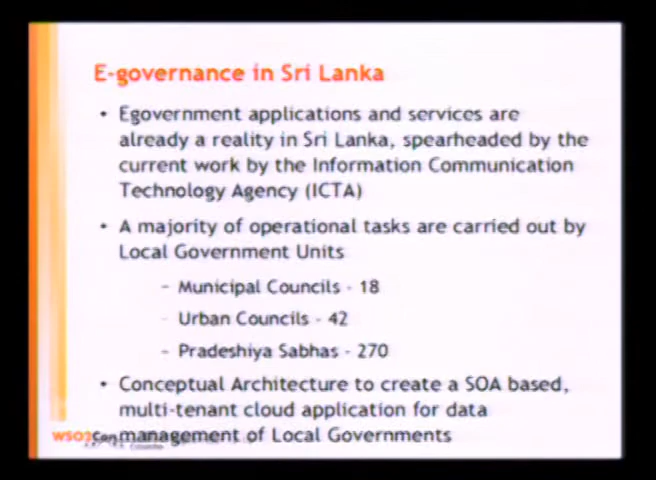 E-governance in Sri Lanka
• Egovernment applications and services are
already a reality in Sri Lanka, spearheaded by the
current work by the Information Communication
Technology Agency (ICTA)
• A majority of operational tasks are carried out by
Local Government Units
– Municipal Councils - 18
– Urban Councils - 42
– Pradeshiya Sabhas - 270
• Conceptual Architecture to create a SOA based,
multi-tenant cloud application for data
management of Local Governments